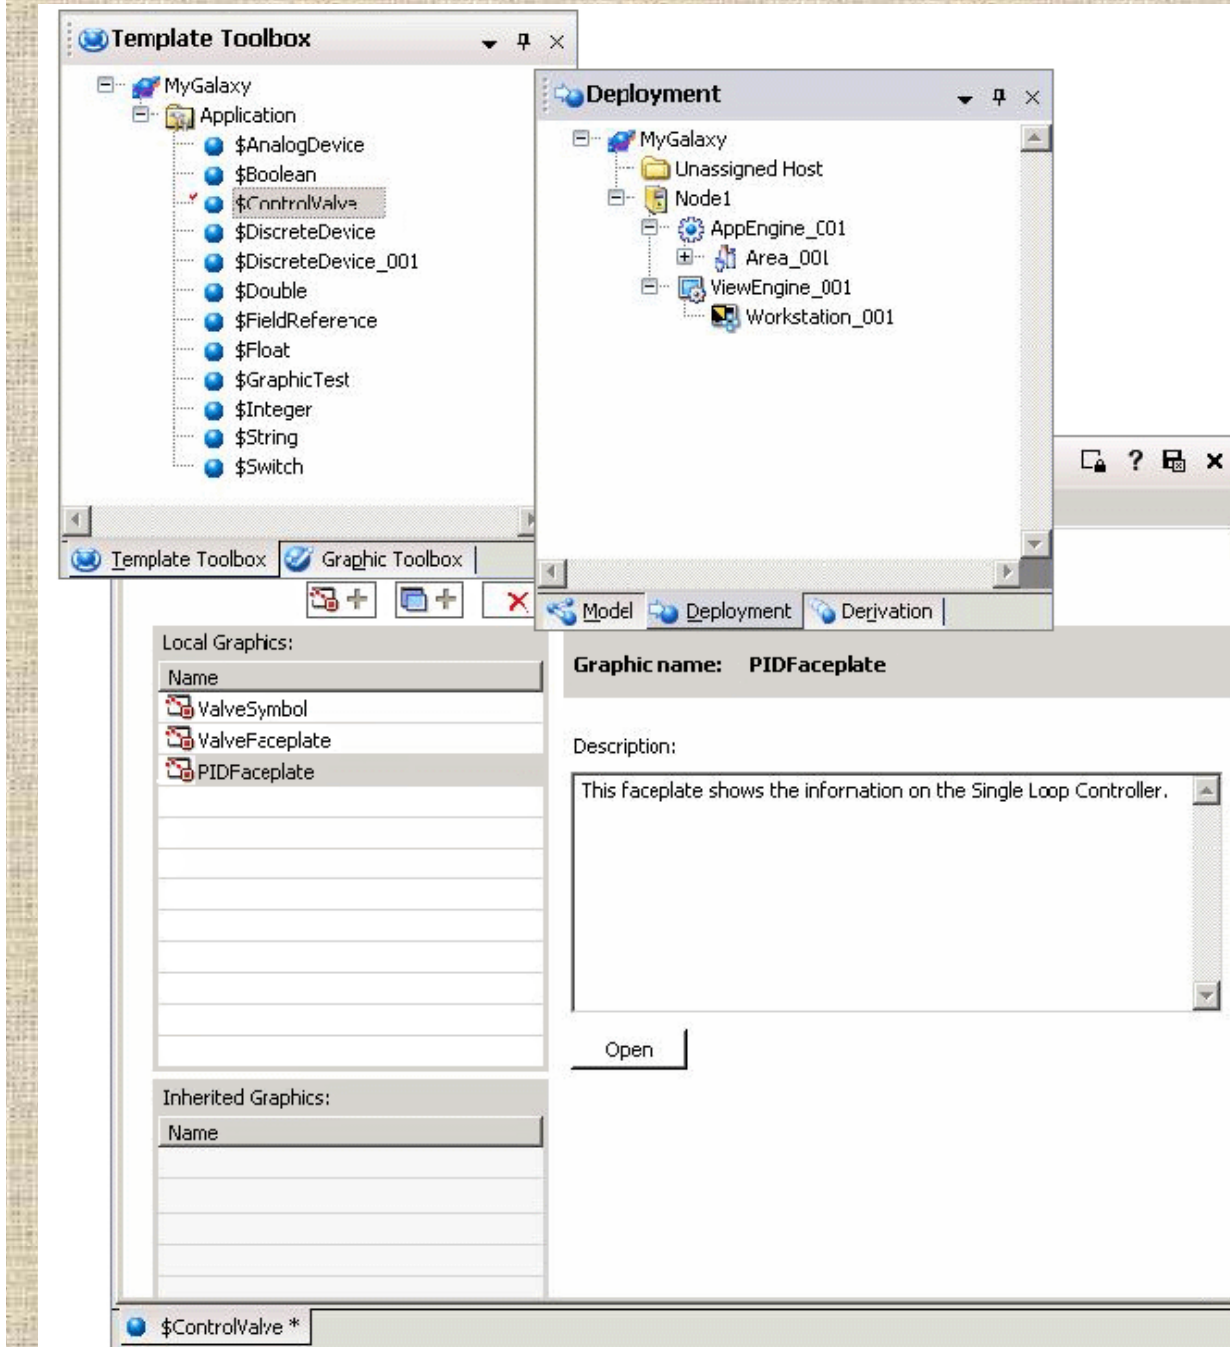 Template Toolbox
MyGalaxy
Application
$AnalogDevice
$Boolean
$ControlValve
$DiscreteDevice
$DiscreteDevice_001
$Double
$FieldReference
$Float
$GraphicTest
$Integer
$String
$Switch
Template Toolbox
Graphic Toolbox
Deployment
MyGalaxy
Unassigned Host
Node1
AppEngine_001
Area_001
ViewEngine_001
Workstation_001
Model
Deployment
Derivation
Local Graphics:
Name
ValveSymbol
ValveFaceplate
PIDFaceplate
Graphic name: PIDFaceplate
Description:
This faceplate shows the information on the Single Loop Controller.
Open
Inherited Graphics:
Name
$ControlValve *